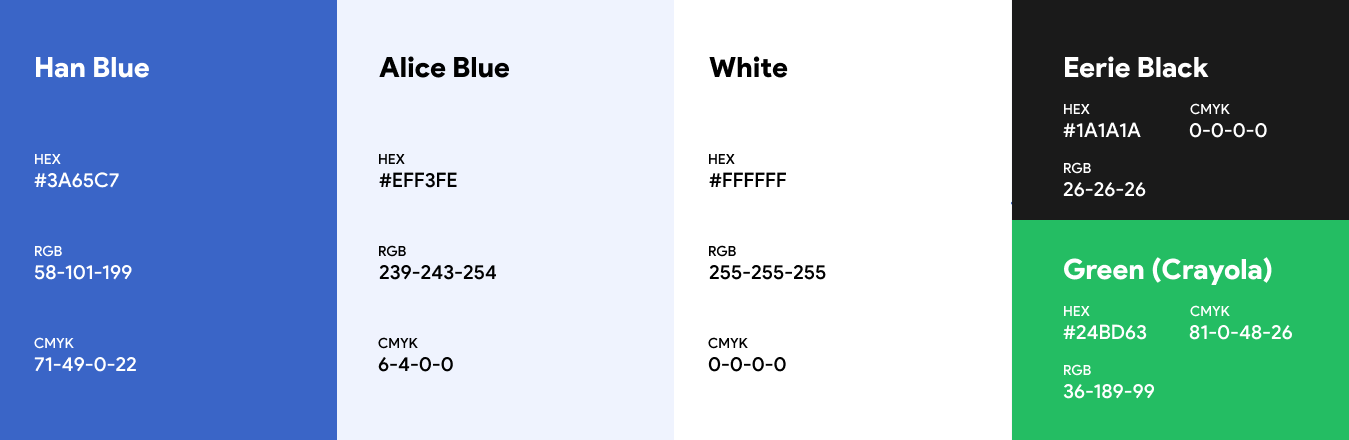 Han Blue
HEX
#3A65C7
RGB
58-101-199
CMYK
71-49-0-22
Alice Blue
HEX
#EFF3FE
RGB
239-243-254
CMYK
6-4-0-0
White
HEX
#FFFFFF
RGB
255-255-255
CMYK
0-0-0-0
Eerie Black
HEX
#1A1A1A
CMYK
0-0-0-0
RGB
26-26-26
Green (Crayola)
HEX
#24BD63
CMYK
81-0-48-26
RGB
36-189-99